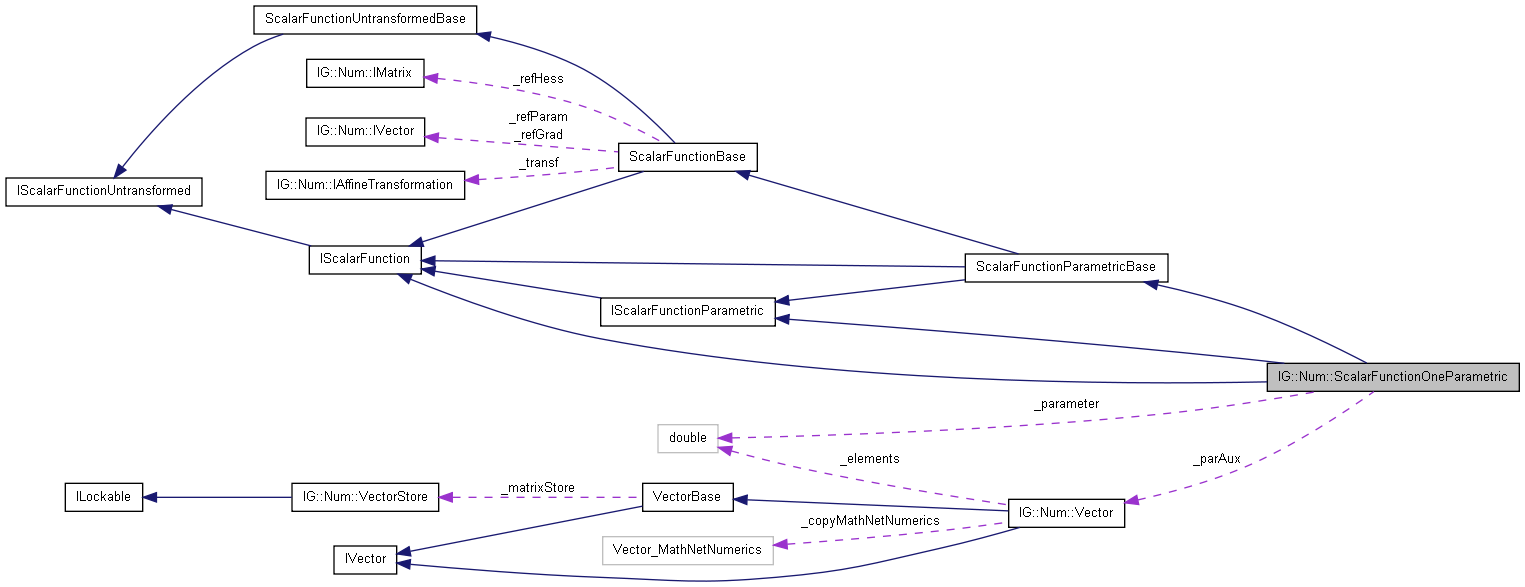 ScalarFunctionUntransformedBase
IG::Num::IMatrix
_refHess
_refParam
IG::Num::IVector
_refGrad
ScalarFunctionBase
_transf
IScalarFunctionUntransformed
IG::Num::IAffineTransformation
IScalarFunction
ScalarFunctionParametricBase
IScalarFunctionParametric
IG::Num::ScalarFunctionOneParametric
_parameter
double
_elements
_parAux
_matrixStore
ILockable
IG::Num::VectorStore
VectorBase
IG::Num::Vector
_copyMathNetNumerics
Vector_MathNetNumerics
IVector